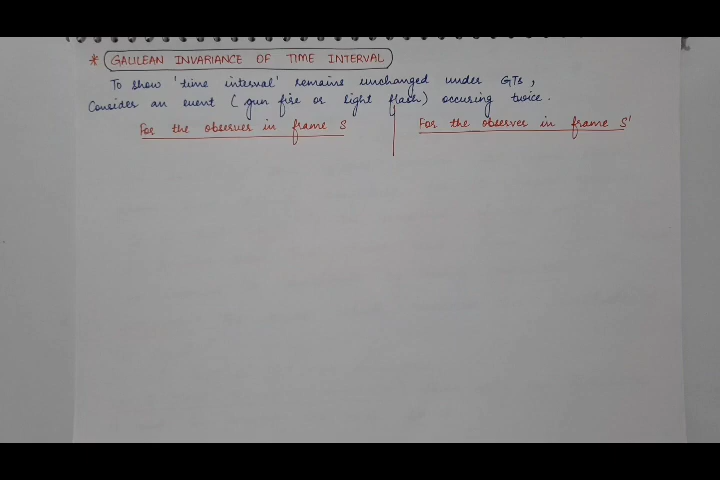 * GALILEAN INVARIANCE OF TIME INTERVAL
To show 'time interval' remains unchanged under GTs,
Consider an event (gun fire or light flash) occuring twice.
For the observer in frame S
For the observer in frame S'